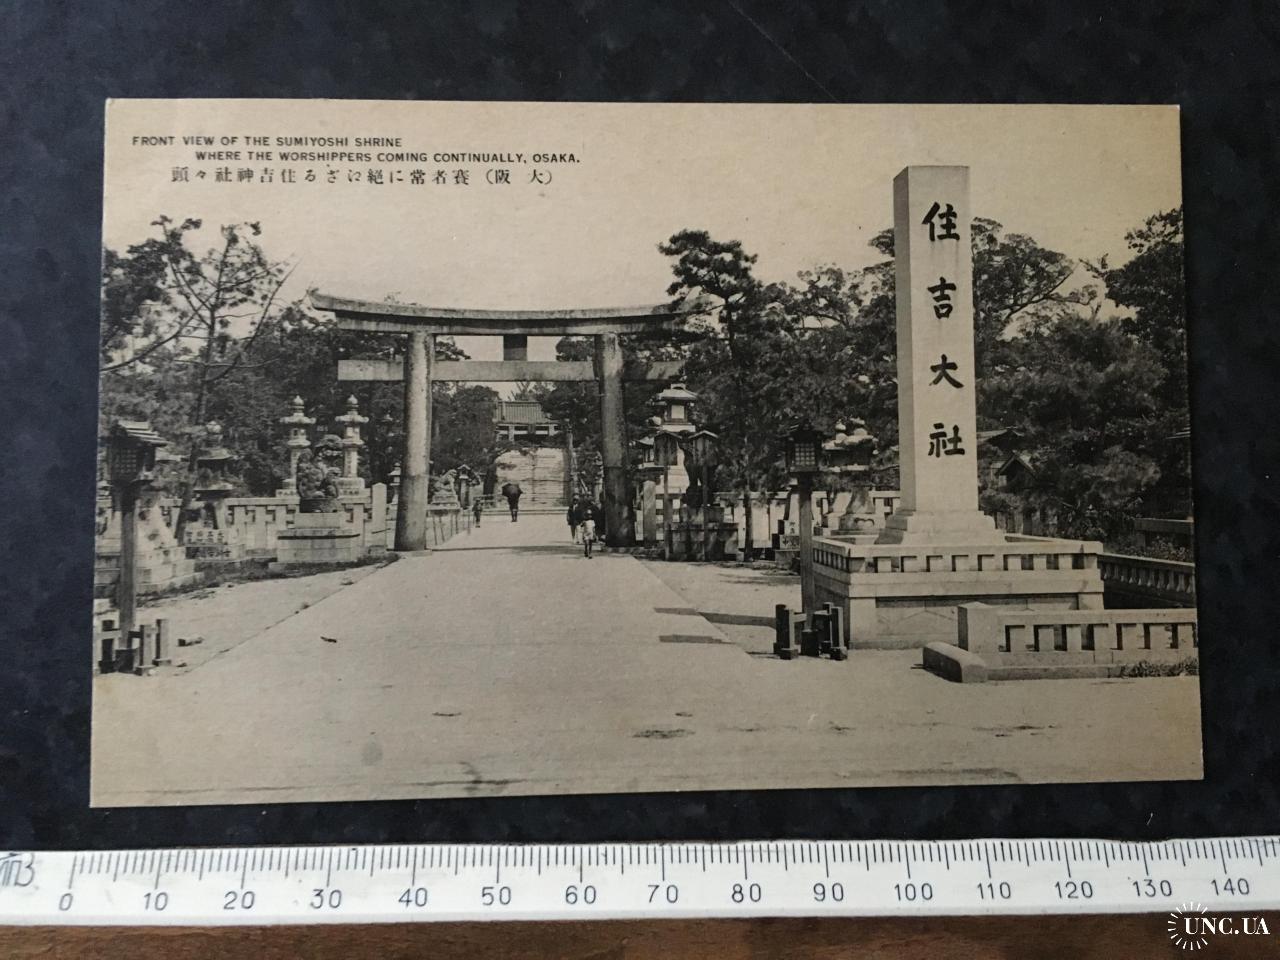 FRONT VIEW OF THE SUMIYOSHI SHRINE
WHERE THE WORSHIPPERS COMING CONTINUALLY, OSAKA.
頭々社神吉住るざに絶に常者賽（阪 大）
住吉大社
0 10 20 30 40 50 60 70 80 90 100 110 120 130 140
UNC.UA